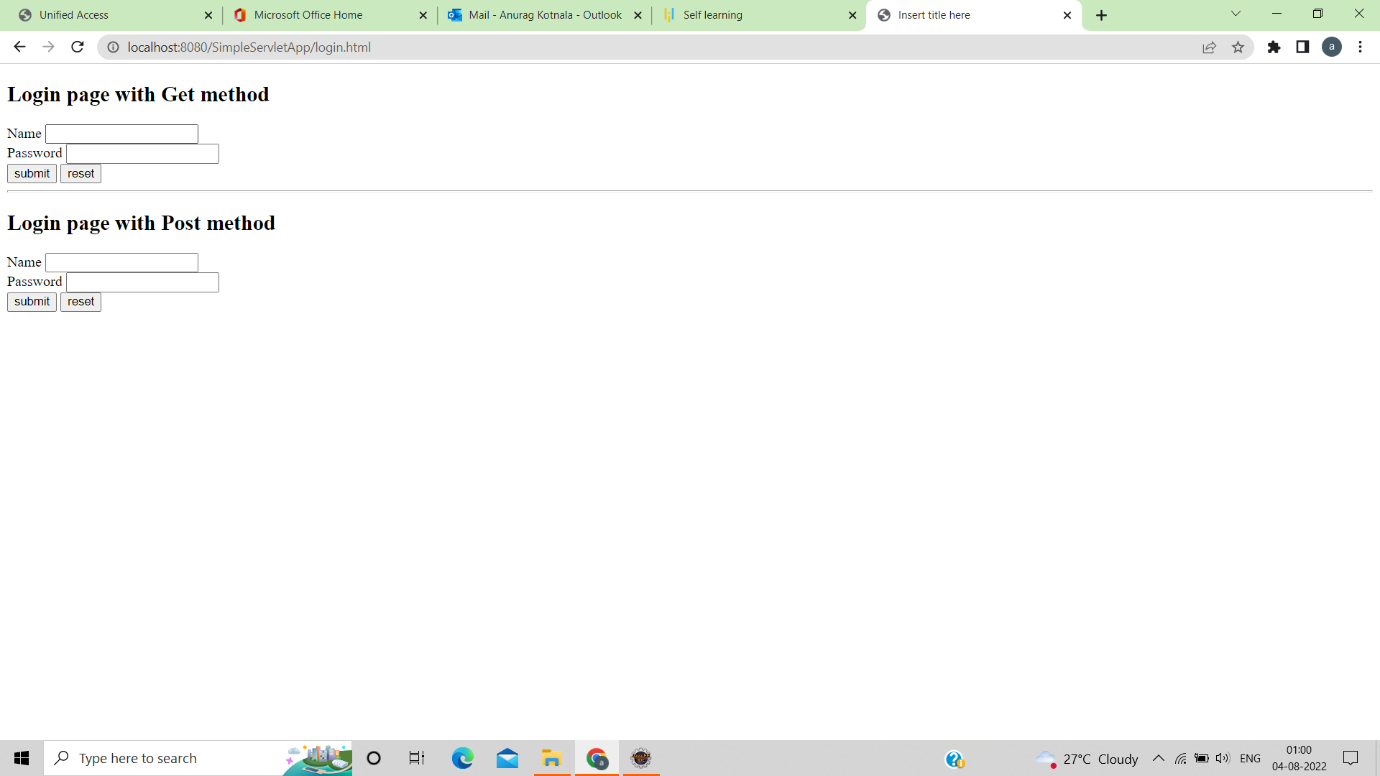 Unified Access
Microsoft Office Home
Mail - Anurag Kotnala - Outlook
Self learning
Insert title here
localhost:8080/SimpleServletApp/login.html
a
Login page with Get method
Name
Password
submit reset
Login page with Post method
Name
Password
submit reset
Type here to search
27°C Cloudy
ENG
01:00
04-08-2022